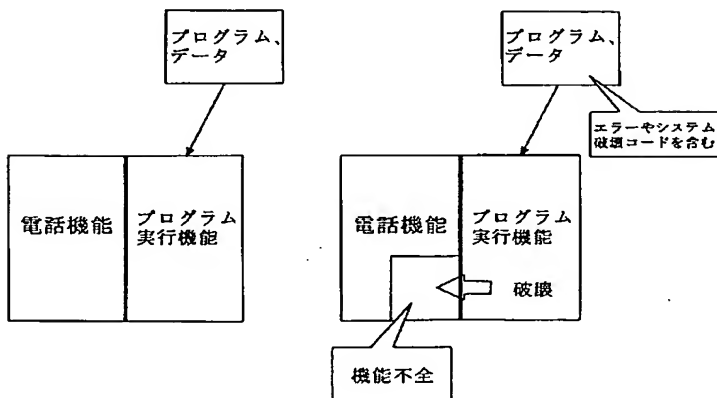 プログラム、
データ
電話機能
プログラム
実行機能
プログラム、
データ
エラーやシステム
破壊コードを含む
電話機能
プログラム
実行機能
破壊
機能不全